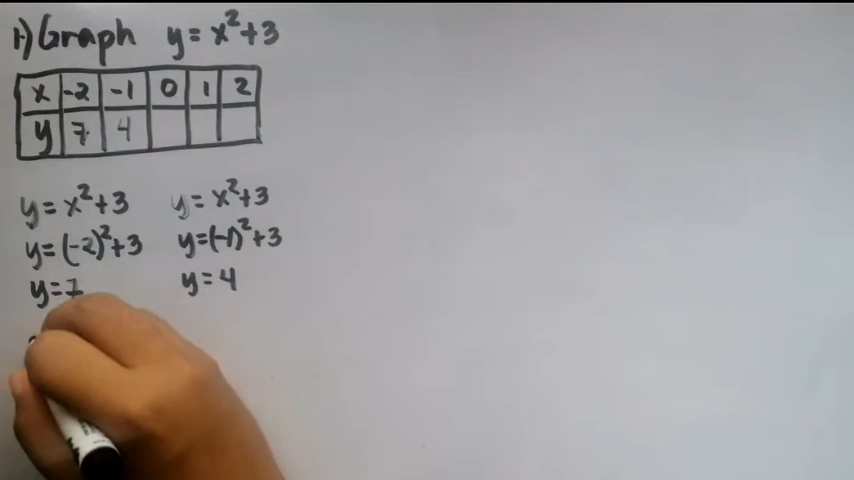 1.) Graph y = x²+3
x -2 -1 0 1 2
y 7 4
y = x²+3 y = x²+3
y = (-2)²+3 y = (-1)²+3
y = 7 y = 4